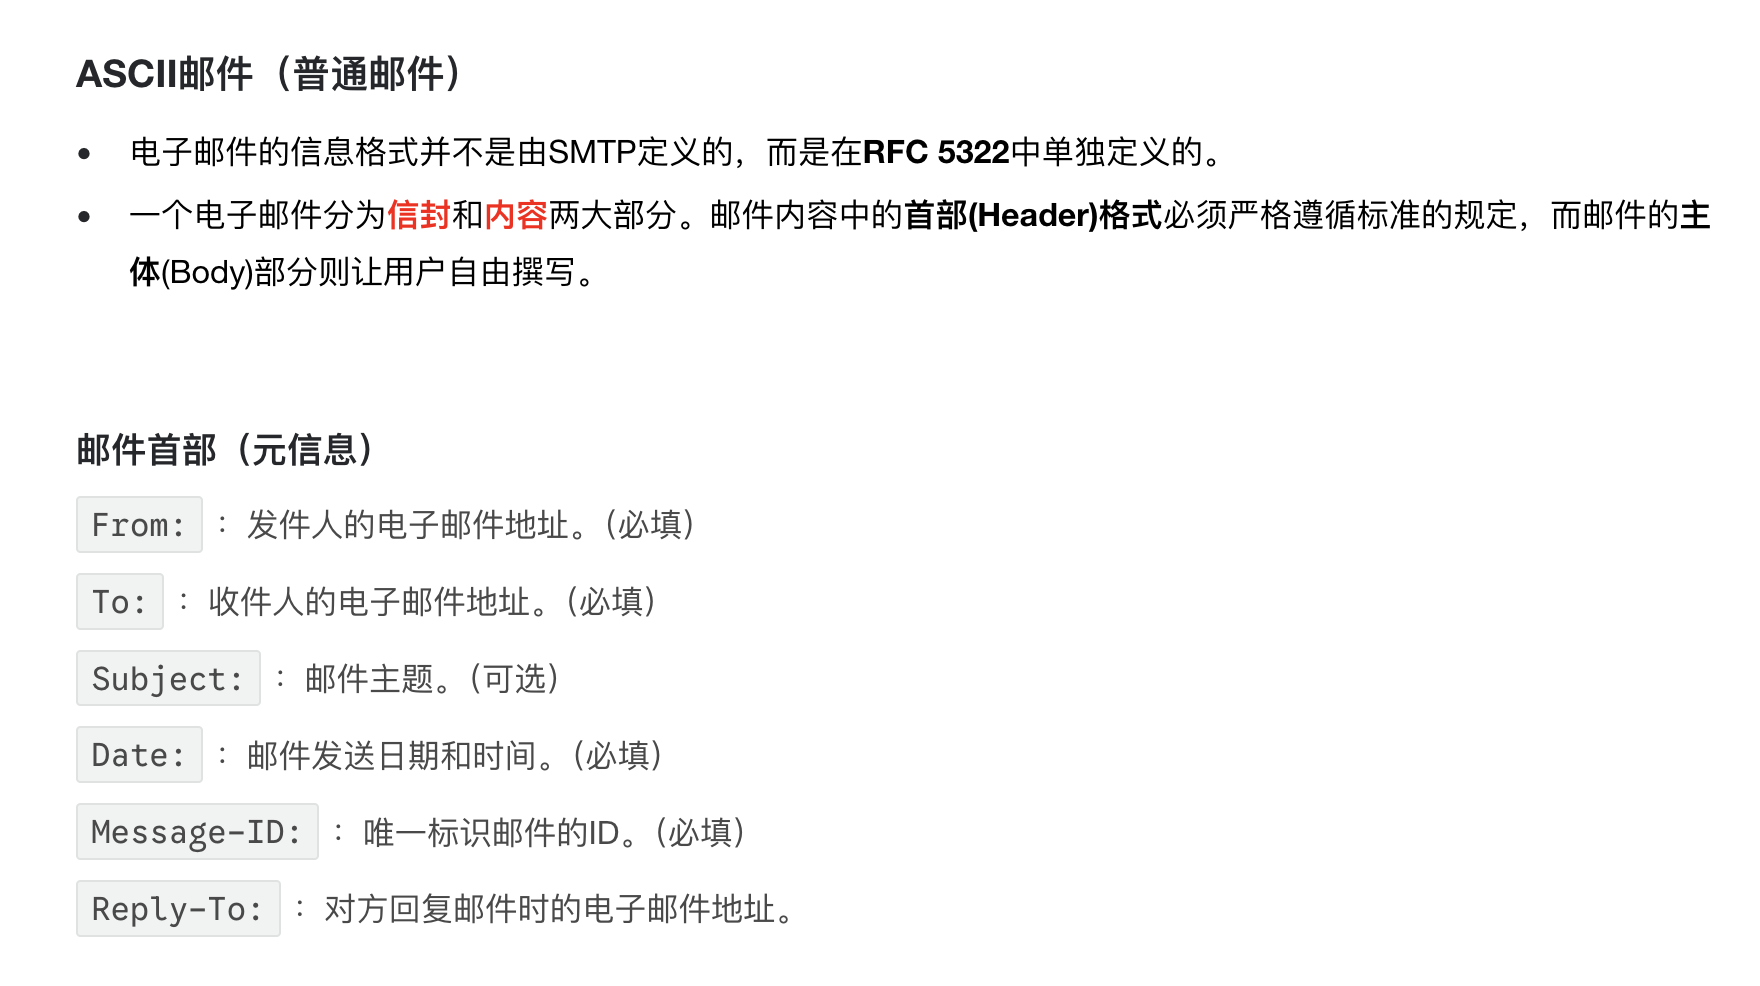 ASCII邮件（普通邮件）
• 电子邮件的信息格式并不是由SMTP定义的，而是在RFC 5322中单独定义的。
• 一个电子邮件分为信封和内容两大部分。邮件内容中的首部(Header)格式必须严格遵循标准的规定，而邮件的主
体(Body)部分则让用户自由撰写。
邮件首部（元信息）
From: ：发件人的电子邮件地址。（必填）
To: ：收件人的电子邮件地址。（必填）
Subject: ：邮件主题。（可选）
Date: ：邮件发送日期和时间。（必填）
Message-ID: ：唯一标识邮件的ID。（必填）
Reply-To: ：对方回复邮件时的电子邮件地址。